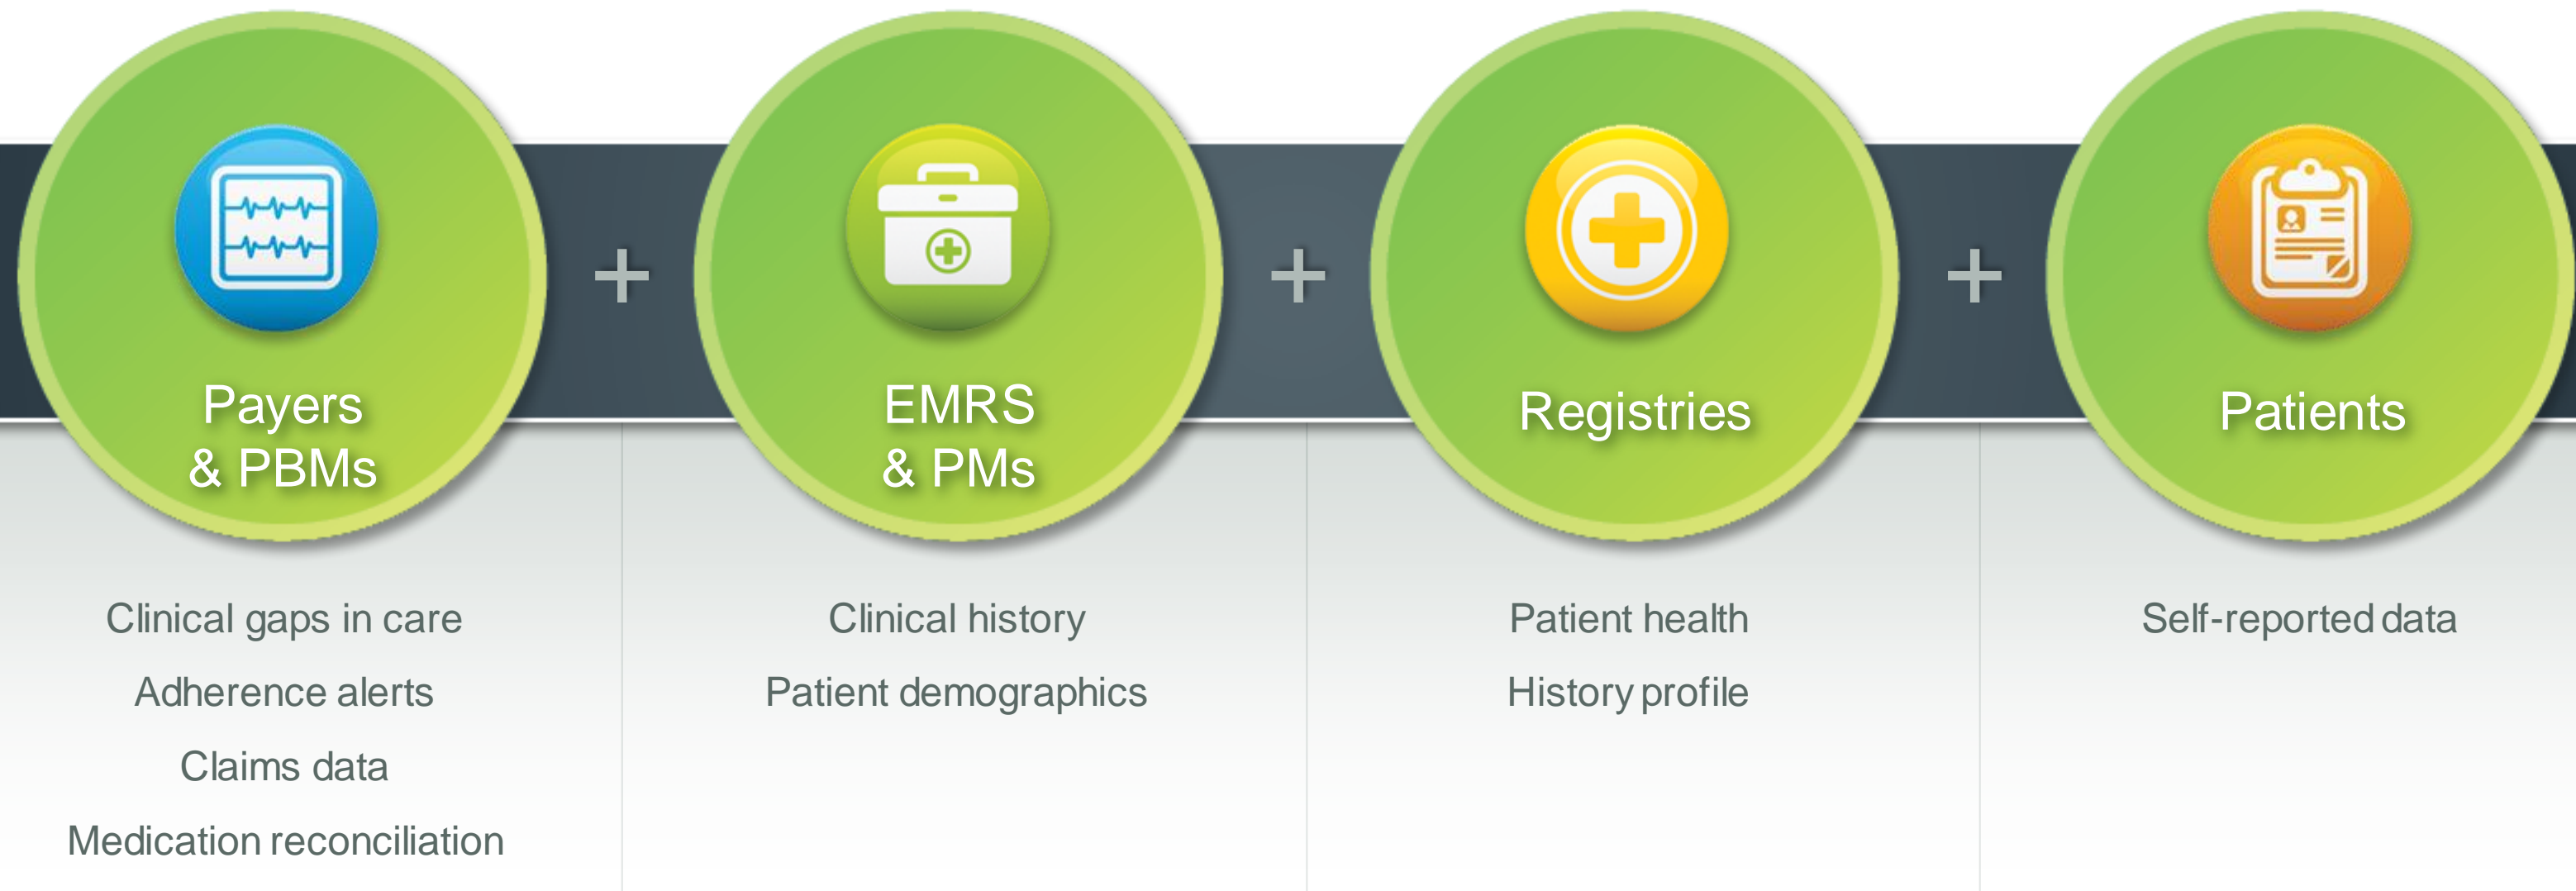 Payers
& PBMs
+
EMRS
& PMs
+
Registries
+
Patients
Clinical gaps in care
Adherence alerts
Claims data
Medication reconciliation
Clinical history
Patient demographics
Patient health
History profile
Self-reported data